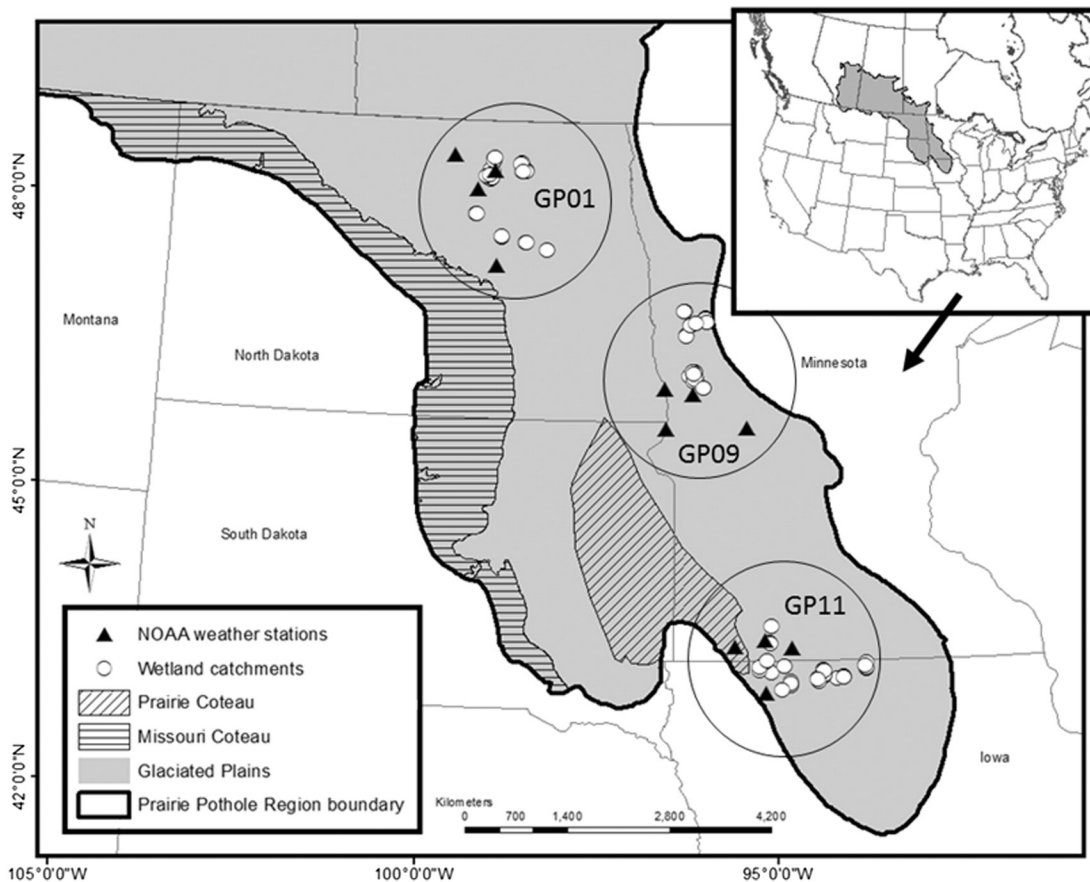 48°0'0"N
45°0'0"N
42°0'0"N
GP01
Montana
North Dakota
Minnesota
GP09
South Dakota
N
GP11
NOAA weather stations
Wetland catchments
Prairie Coteau
Missouri Coteau
Glaciated Plains
Prairie Pothole Region boundary
Iowa
Kilometers
0 700 1,400 2,800 4,200
105°0'0"W
100°0'0"W
95°0'0"W